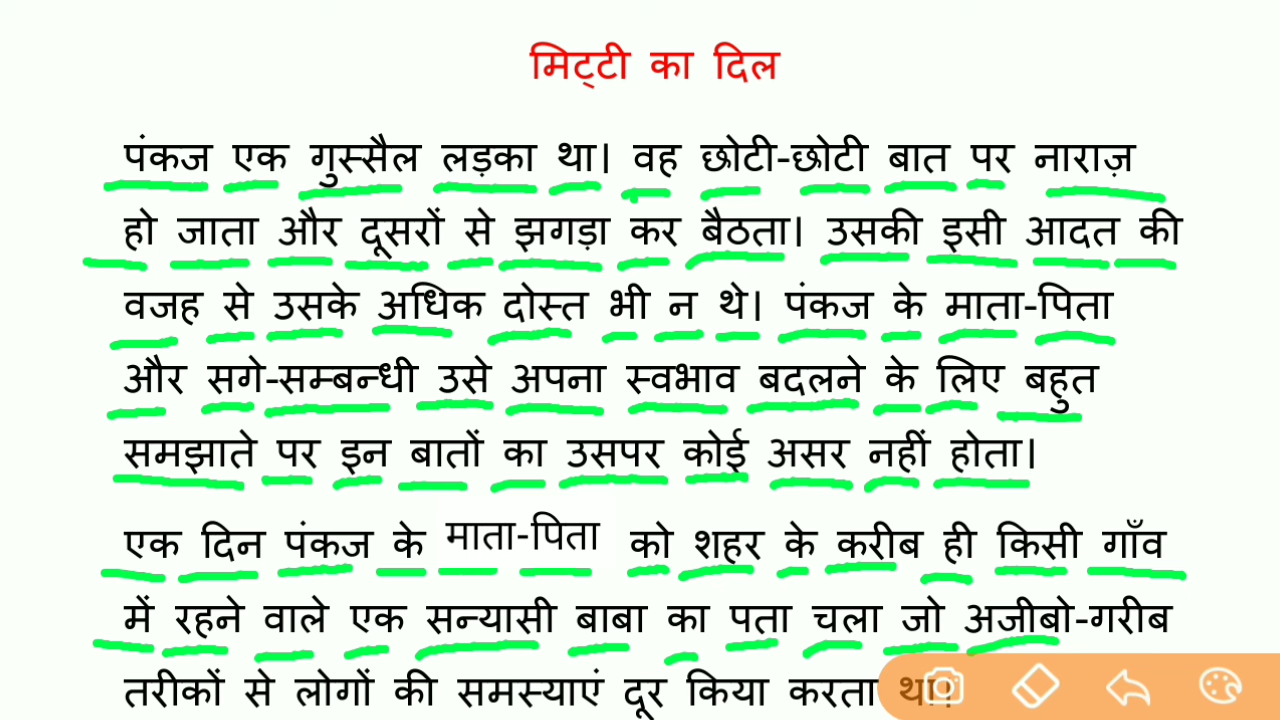 मिट्टी का दिल
पंकज एक गुस्सैल लड़का था। वह छोटी-छोटी बात पर नाराज़
हो जाता और दूसरों से झगड़ा कर बैठता। उसकी इसी आदत की
वजह से उसके अधिक दोस्त भी न थे। पंकज के माता-पिता
और सगे-सम्बन्धी उसे अपना स्वभाव बदलने के लिए बहुत
समझाते पर इन बातों का उसपर कोई असर नहीं होता।
एक दिन पंकज के माता-पिता को शहर के करीब ही किसी गाँव
में रहने वाले एक सन्यासी बाबा का पता चला जो अजीबो-गरीब
तरीकों से लोगों की समस्याएं दूर किया करता था।